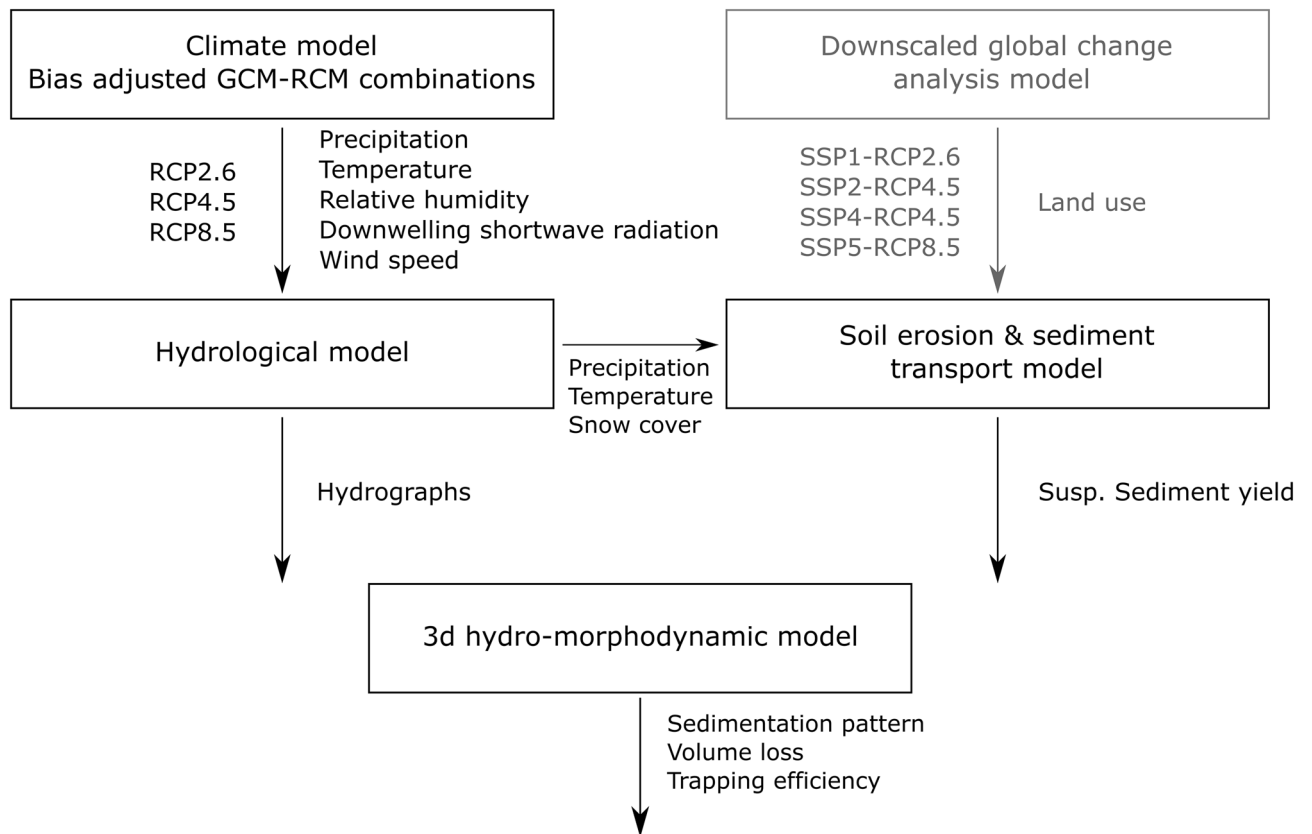 Climate model
Bias adjusted GCM-RCM combinations
Downscaled global change
analysis model
RCP2.6
RCP4.5
RCP8.5
Precipitation
Temperature
Relative humidity
Downwelling shortwave radiation
Wind speed
SSP1-RCP2.6
SSP2-RCP4.5
SSP4-RCP4.5
SSP5-RCP8.5
Land use
Hydrological model
Precipitation
Temperature
Snow cover
Soil erosion & sediment
transport model
Hydrographs
Susp. Sediment yield
3d hydro-morphodynamic model
Sedimentation pattern
Volume loss
Trapping efficiency